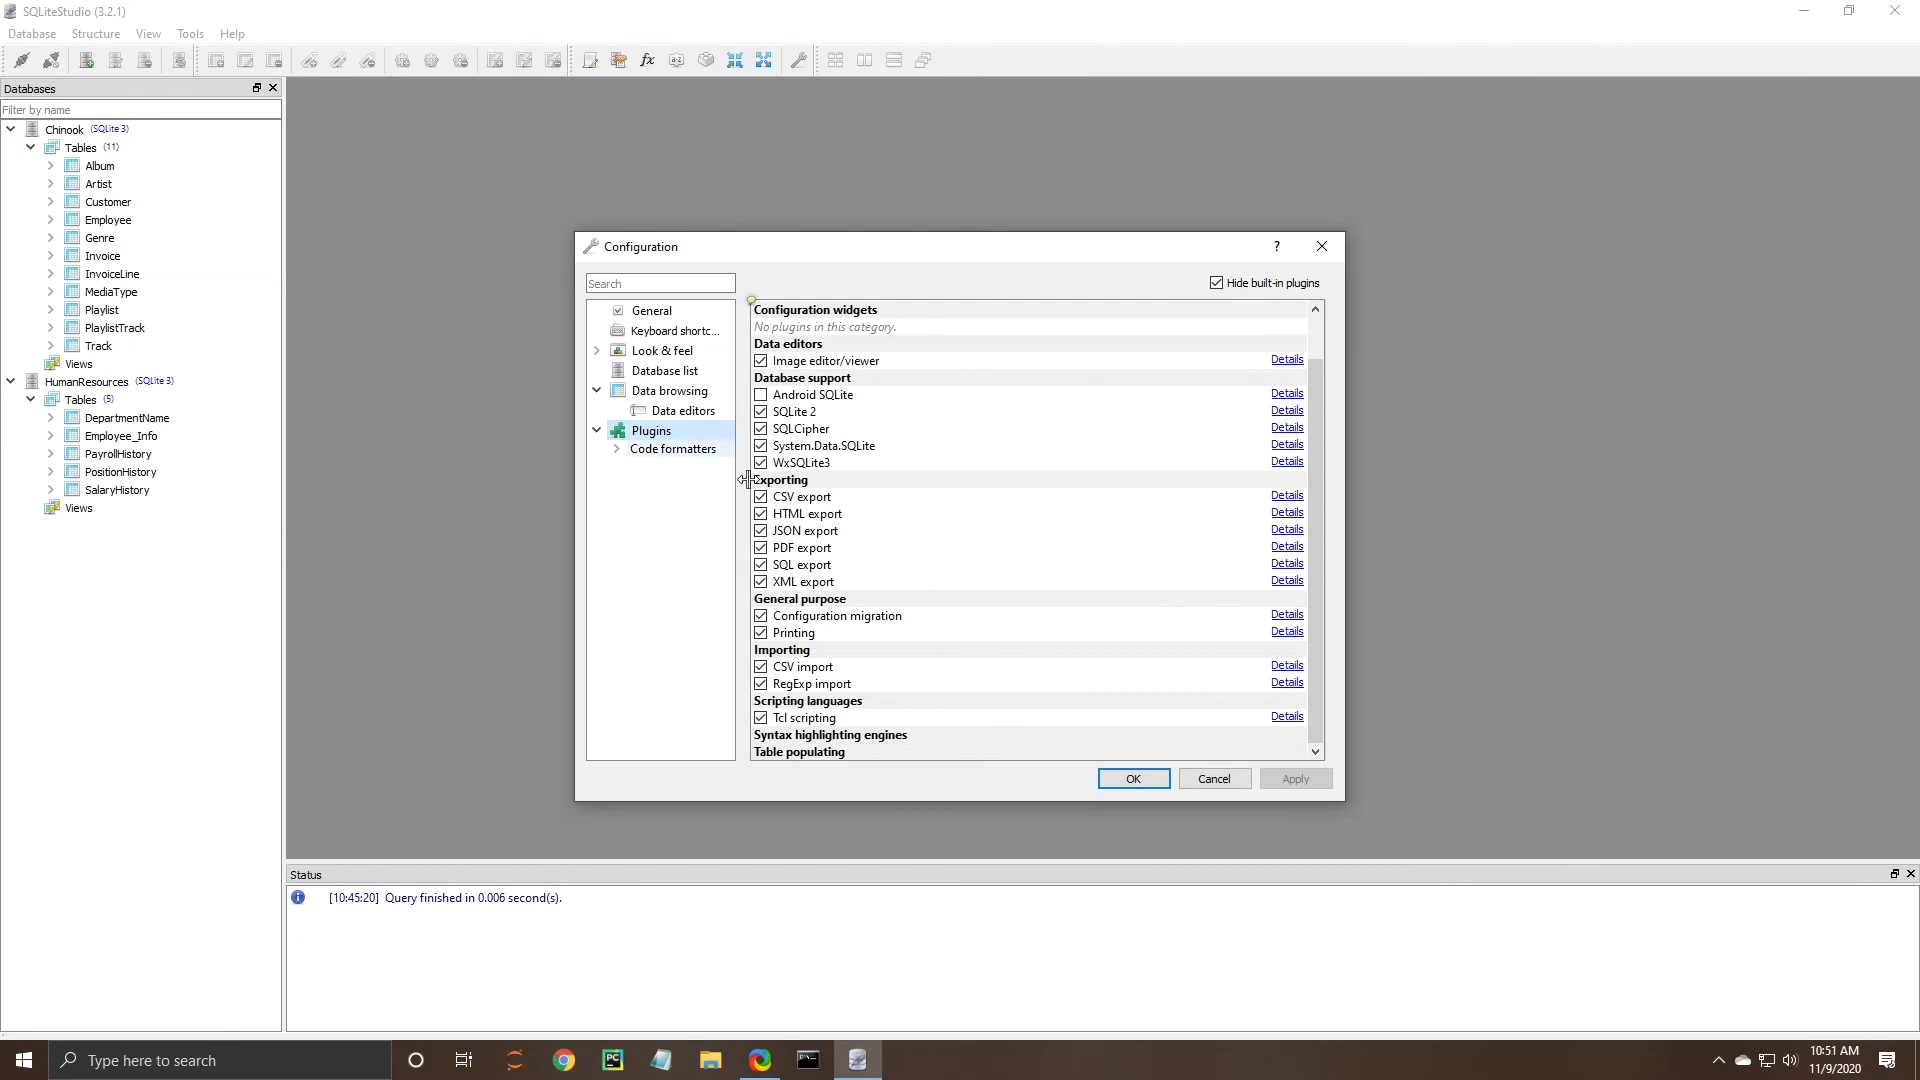 SQLiteStudio (3.2.1)
Database Structure View Tools Help
Databases
Filter by name
Chinook (SQLite 3)
Tables (11)
Album
Artist
Customer
Employee
Genre
Invoice
InvoiceLine
MediaType
Playlist
PlaylistTrack
Track
Views
HumanResources (SQLite 3)
Tables (5)
DepartmentName
Employee_Info
PayrollHistory
PositionHistory
SalaryHistory
Views
Configuration
?
Search
Hide built-in plugins
General
Keyboard shortc...
Look & feel
Database list
Data browsing
Data editors
Plugins
Code formatters
Configuration widgets
No plugins in this category.
Data editors
Image editor/viewer Details
Database support
Android SQLite Details
SQLite 2 Details
SQLCipher Details
System.Data.SQLite Details
WxSQLite3 Details
Exporting
CSV export Details
HTML export Details
JSON export Details
PDF export Details
SQL export Details
XML export Details
General purpose
Configuration migration Details
Printing Details
Importing
CSV import Details
RegExp import Details
Scripting languages
Tcl scripting Details
Syntax highlighting engines
Table populating
OK Cancel Apply
Status
[10:45:20] Query finished in 0.006 second(s).
Type here to search
10:51 AM
11/9/2020